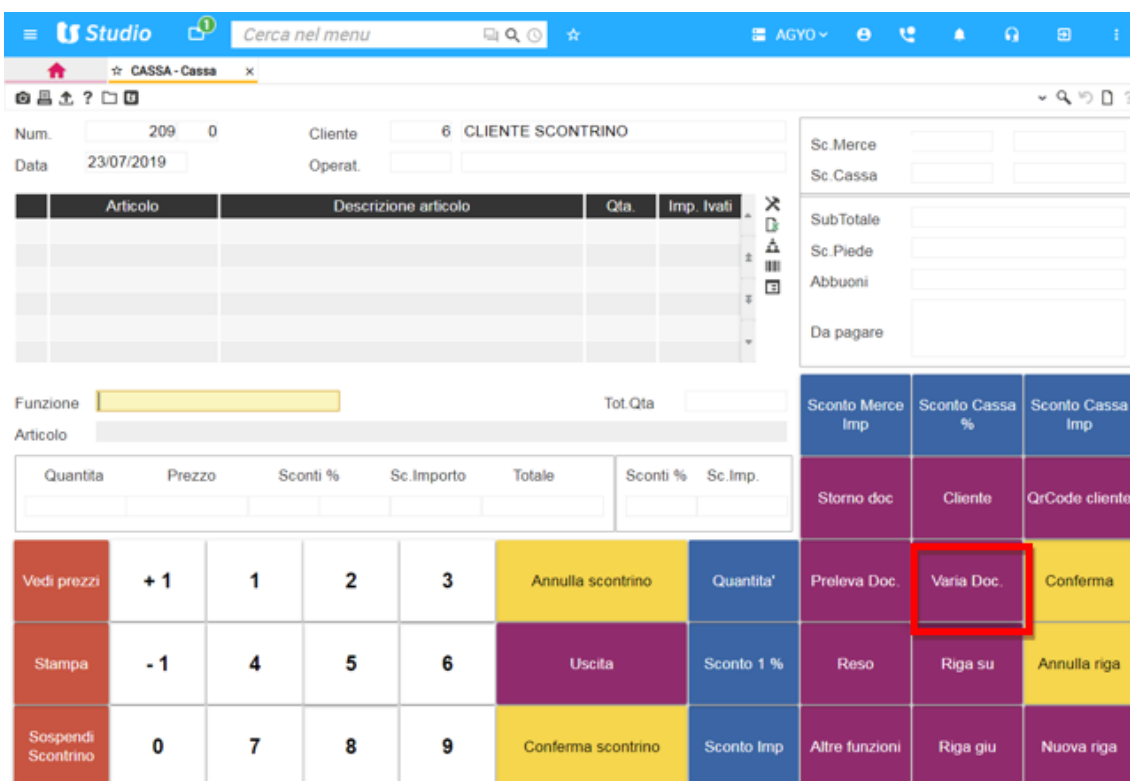 Studio
1
Cerca nel menu
AGYO
CASSA - Cassa
x
?
Num. 209 0 Cliente 6 CLIENTE SCONTRINO
Data 23/07/2019 Operat.
Articolo Descrizione articolo Qta. Imp. Ivati
Sc.Merce
Sc.Cassa
SubTotale
Sc.Piede
Abbuoni
Da pagare
Funzione Tot.Qta
Articolo
Quantita Prezzo Sconti % Sc.Importo Totale Sconti % Sc.Imp.
Sconto Merce Imp
Sconto Cassa %
Sconto Cassa Imp
Storno doc
Cliente
QrCode cliente
Vedi prezzi + 1 1 2 3 Annulla scontrino Quantita' Preleva Doc. Varia Doc. Conferma
Stampa - 1 4 5 6 Uscita Sconto 1 % Reso Riga su Annulla riga
Sospendi Scontrino 0 7 8 9 Conferma scontrino Sconto Imp Altre funzioni Riga giu Nuova riga